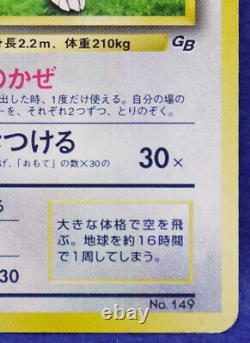 身長2.2m、体重210kg
GB
のかぜ
出した時、1度だけ使える。自分の場の
ーを、それぞれ2つずつ、とりのぞく。
つける
げ、「おもて」の数×30の
30×
大きな体格で空を飛
ぶ。地球を約16時間
で1周してしまう。
30
No. 149